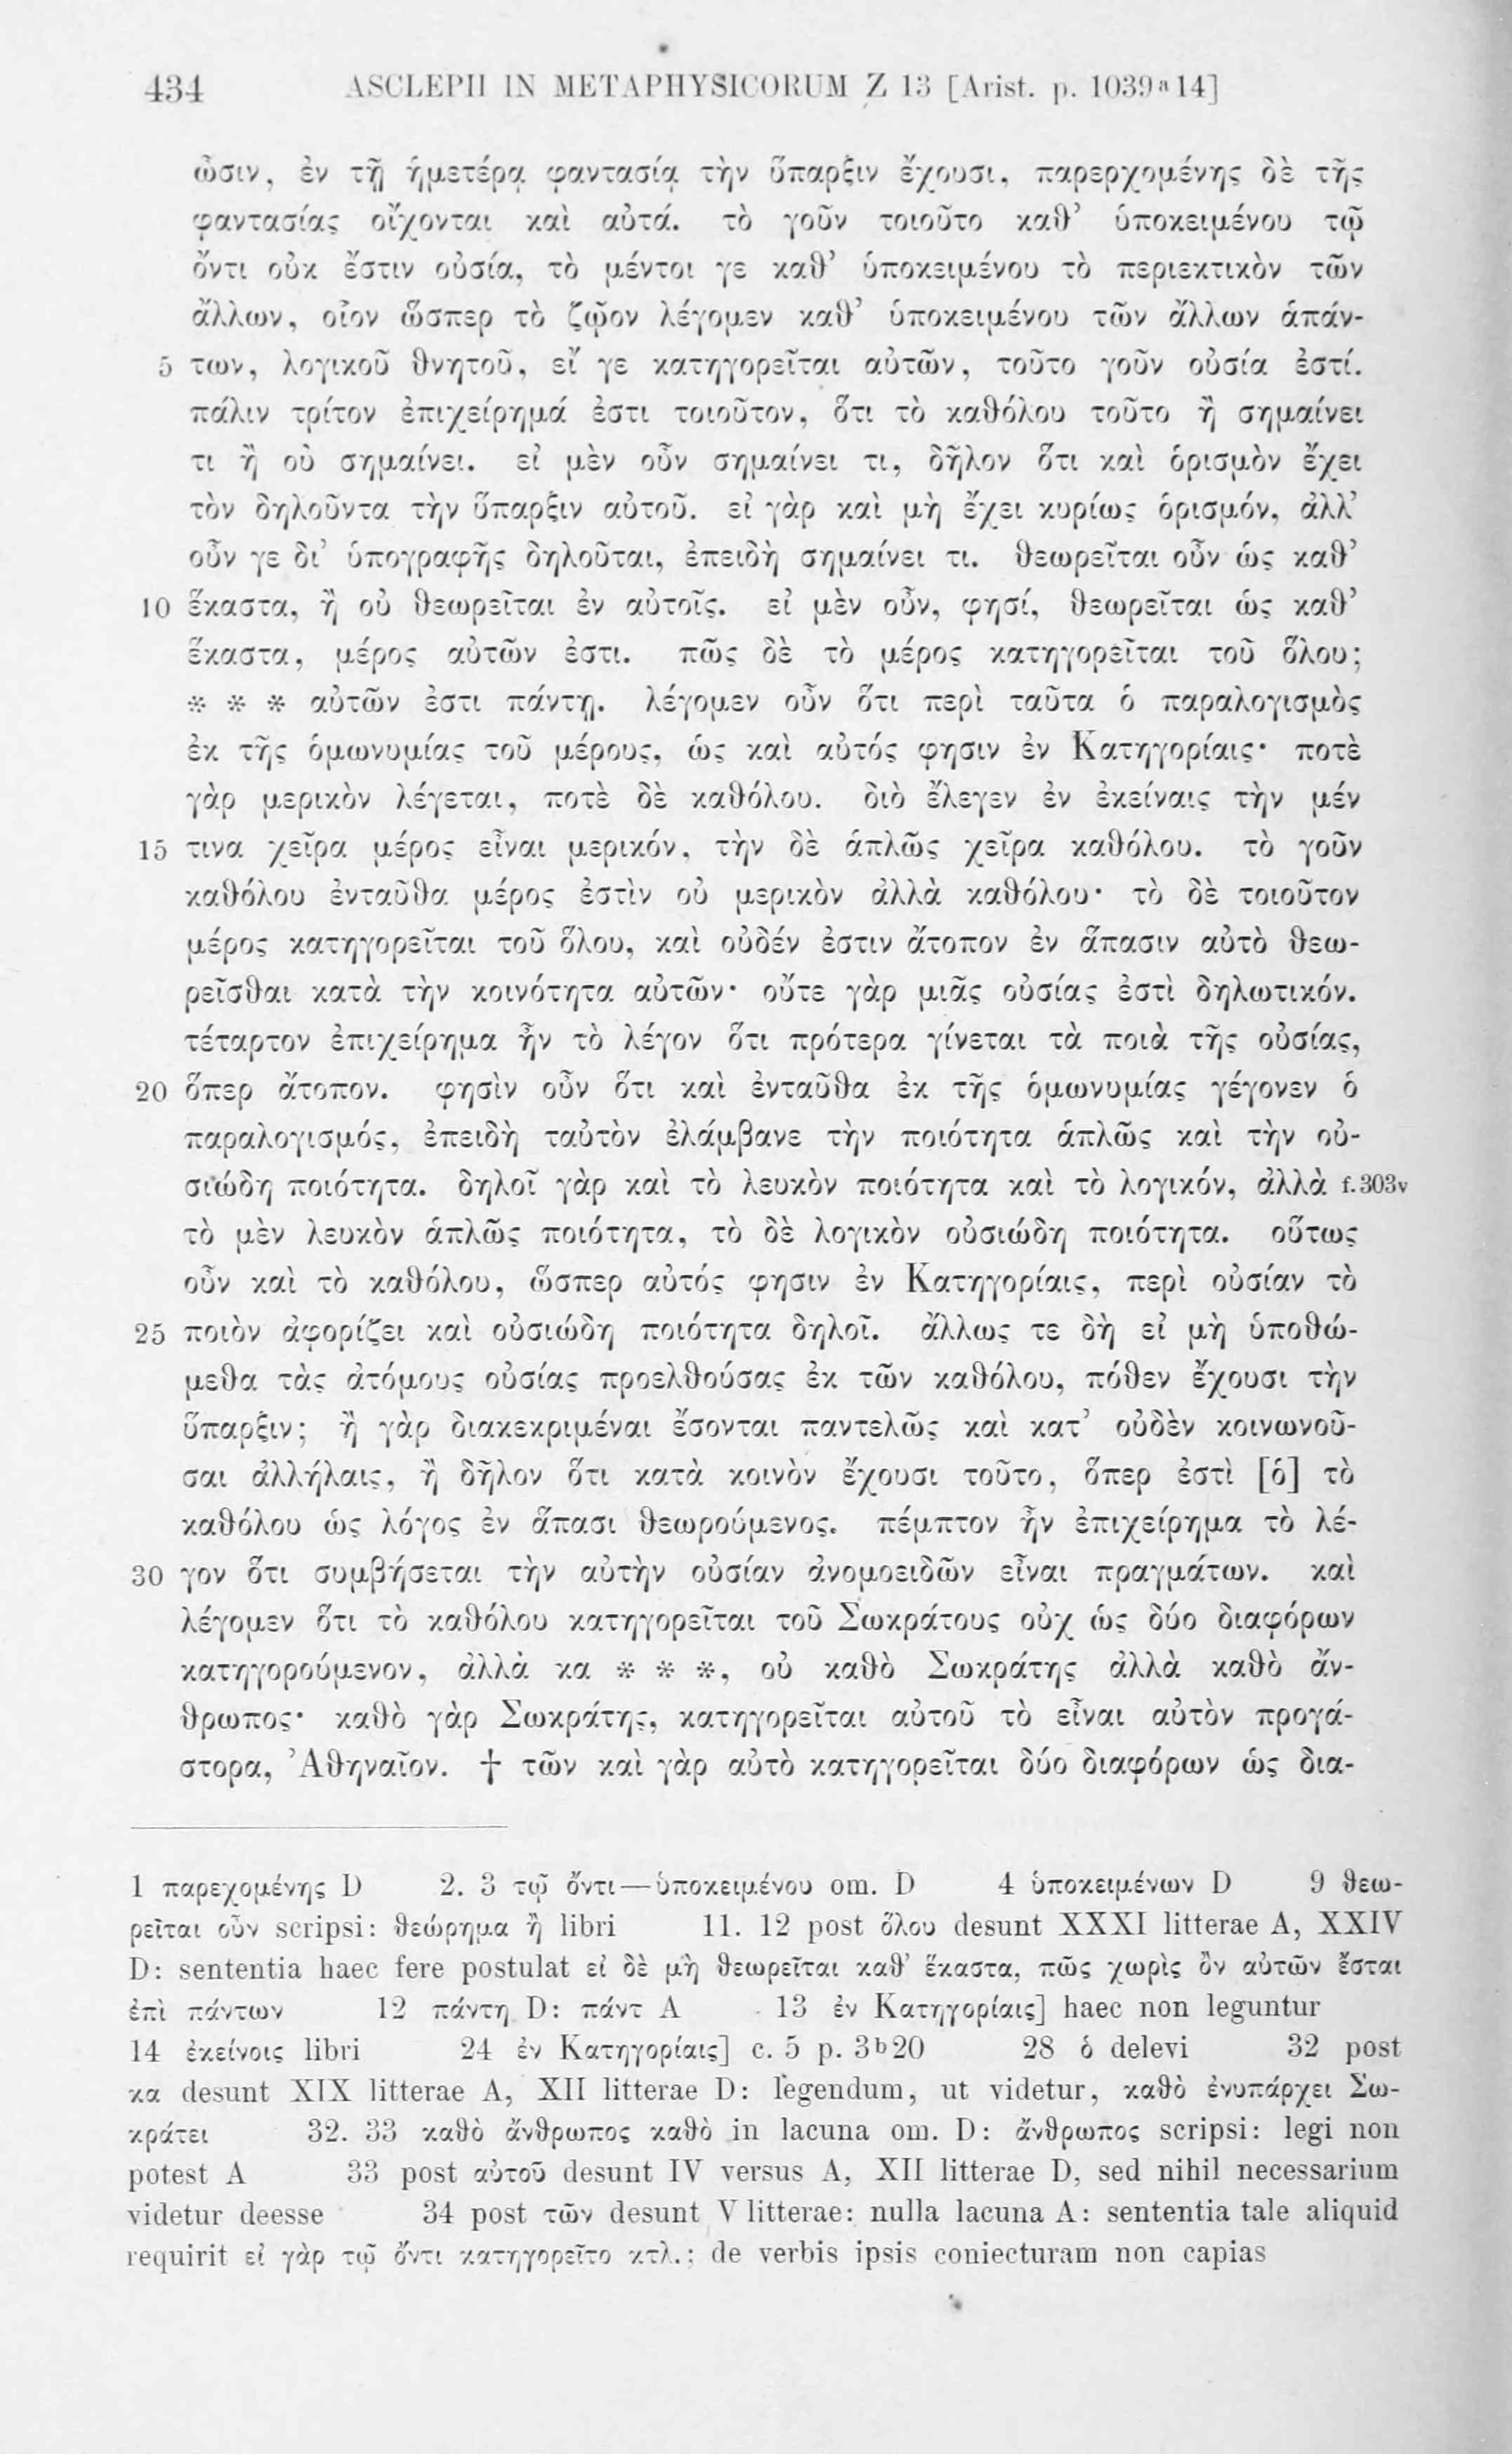 434 ASCLEPII IN METAPHYSICORUM Z 13 [Arist. p. 1039ª14]
ὦσιν, ἐν τῇ ἡμετέρᾳ φαντασίᾳ τὴν ὕπαρξιν ἔχουσι, παρερχομένης δὲ τῆς
φαντασίας οἴχονται καὶ αὐτά. τὸ γοῦν τοιοῦτο καθ’ ὑποκειμένου τῷ
ὄντι οὐκ ἔστιν οὐσία, τὸ μέντοι γε καθ’ ὑποκειμένου τὸ περιεκτικὸν τῶν
ἄλλων, οἷον ὥσπερ τὸ ζῷον λέγομεν καθ’ ὑποκειμένου τῶν ἄλλων ἁπάν-
5 των, λογικοῦ θνητοῦ, εἴ γε κατηγορεῖται αὐτῶν, τοῦτο γοῦν οὐσία ἐστί.
πάλιν τρίτον ἐπιχείρημά ἐστι τοιοῦτον, ὅτι τὸ καθόλου τοῦτο ἢ σημαίνει
τι ἢ οὐ σημαίνει. εἰ μὲν οὖν σημαίνει τι, δῆλον ὅτι καὶ ὁρισμὸν ἔχει
τὸν δηλοῦντα τὴν ὕπαρξιν αὐτοῦ. εἰ γὰρ καὶ μὴ ἔχει κυρίως ὁρισμόν, ἀλλ’
οὖν γε δι’ ὑπογραφῆς δηλοῦται, ἐπειδὴ σημαίνει τι. θεωρεῖται οὖν ὡς καθ’
10 ἕκαστα, ἢ οὐ θεωρεῖται ἐν αὐτοῖς. εἰ μὲν οὖν, φησί, θεωρεῖται ὡς καθ’
ἕκαστα, μέρος αὐτῶν ἐστι. πῶς δὲ τὸ μέρος κατηγορεῖται τοῦ ὅλου;
* * * αὐτῶν ἐστι πάντῃ. λέγομεν οὖν ὅτι περὶ ταῦτα ὁ παραλογισμὸς
ἐκ τῆς ὁμωνυμίας τοῦ μέρους, ὡς καὶ αὐτός φησιν ἐν Κατηγορίαις· ποτὲ
γὰρ μερικὸν λέγεται, ποτὲ δὲ καθόλου. διὸ ἔλεγεν ἐν ἐκείναις τὴν μέν
15 τινα χεῖρα μέρος εἶναι μερικόν, τὴν δὲ ἁπλῶς χεῖρα καθόλου. τὸ γοῦν
καθόλου ἐνταῦθα μέρος ἐστὶν οὐ μερικὸν ἀλλὰ καθόλου· τὸ δὲ τοιοῦτον
μέρος κατηγορεῖται τοῦ ὅλου, καὶ οὐδέν ἐστιν ἄτοπον ἐν ἅπασιν αὐτὸ θεω-
ρεῖσθαι κατὰ τὴν κοινότητα αὐτῶν· οὔτε γὰρ μιᾶς οὐσίας ἐστὶ δηλωτικόν.
τέταρτον ἐπιχείρημα ἦν τὸ λέγον ὅτι πρότερα γίνεται τὰ ποιὰ τῆς οὐσίας,
20 ὅπερ ἄτοπον. φησὶν οὖν ὅτι καὶ ἐνταῦθα ἐκ τῆς ὁμωνυμίας γέγονεν ὁ
παραλογισμός, ἐπειδὴ ταὐτὸν ἐλάμβανε τὴν ποιότητα ἁπλῶς καὶ τὴν οὐ-
σιώδη ποιότητα. δηλοῖ γὰρ καὶ τὸ λευκὸν ποιότητα καὶ τὸ λογικόν, ἀλλὰ f. 303v
τὸ μὲν λευκὸν ἁπλῶς ποιότητα, τὸ δὲ λογικὸν οὐσιώδη ποιότητα. οὕτως
οὖν καὶ τὸ καθόλου, ὥσπερ αὐτός φησιν ἐν Κατηγορίαις, περὶ οὐσίαν τὸ
25 ποιὸν ἀφορίζει καὶ οὐσιώδη ποιότητα δηλοῖ. ἄλλως τε δὴ εἰ μὴ ὑποθώ-
μεθα τὰς ἀτόμους οὐσίας προελθούσας ἐκ τῶν καθόλου, πόθεν ἔχουσι τὴν
ὕπαρξιν; ἢ γὰρ διακεκριμέναι ἔσονται παντελῶς καὶ κατ’ οὐδὲν κοινωνοῦ-
σαι ἀλλήλαις, ἢ δῆλον ὅτι κατὰ κοινὸν ἔχουσι τοῦτο, ὅπερ ἐστὶ [ὁ] τὸ
καθόλου ὡς λόγος ἐν ἅπασι θεωρούμενος. πέμπτον ἦν ἐπιχείρημα τὸ λέ-
30 γον ὅτι συμβήσεται τὴν αὐτὴν οὐσίαν ἀνομοειδῶν εἶναι πραγμάτων. καὶ
λέγομεν ὅτι τὸ καθόλου κατηγορεῖται τοῦ Σωκράτους οὐχ ὡς δύο διαφόρων
κατηγορούμενον, ἀλλὰ κα * * *, οὐ καθὸ Σωκράτης ἀλλὰ καθὸ ἄν-
θρωπος· καθὸ γὰρ Σωκράτης, κατηγορεῖται αὐτοῦ τὸ εἶναι αὐτὸν προγά-
στορα, Ἀθηναῖον. † τῶν καὶ γὰρ αὐτὸ κατηγορεῖται δύο διαφόρων ὡς δια-
1 παρεχομένης D 2. 3 τῷ ὄντι—ὑποκειμένου om. D 4 ὑποκειμένων D 9 θεω-
ρεῖται οὖν scripsi: θεώρημα ἢ libri 11. 12 post ὅλου desunt XXXI litterae A, XXIV
D: sententia haec fere postulat εἰ δὲ μὴ θεωρεῖται καθ’ ἕκαστα, πῶς χωρὶς ὂν αὐτῶν ἔσται
ἐπὶ πάντων 12 πάντῃ D: πάντ A 13 ἐν Κατηγορίαις] haec non leguntur
14 ἐκείνοις libri 24 ἐν Κατηγορίαις] c. 5 p. 3ᵇ20 28 ὁ delevi 32 post
κα desunt XIX litterae A, XII litterae D: legendum, ut videtur, καθὸ ἐνυπάρχει Σω-
κράτει 32. 33 καθὸ ἄνθρωπος καθὸ in lacuna om. D: ἄνθρωπος scripsi: legi non
potest A 33 post αὐτοῦ desunt IV versus A, XII litterae D, sed nihil necessarium
videtur deesse 34 post τῶν desunt V litterae: nulla lacuna A: sententia tale aliquid
requirit εἰ γὰρ τῷ ὄντι κατηγορεῖτο κτλ.: de verbis ipsis coniecturam non capias